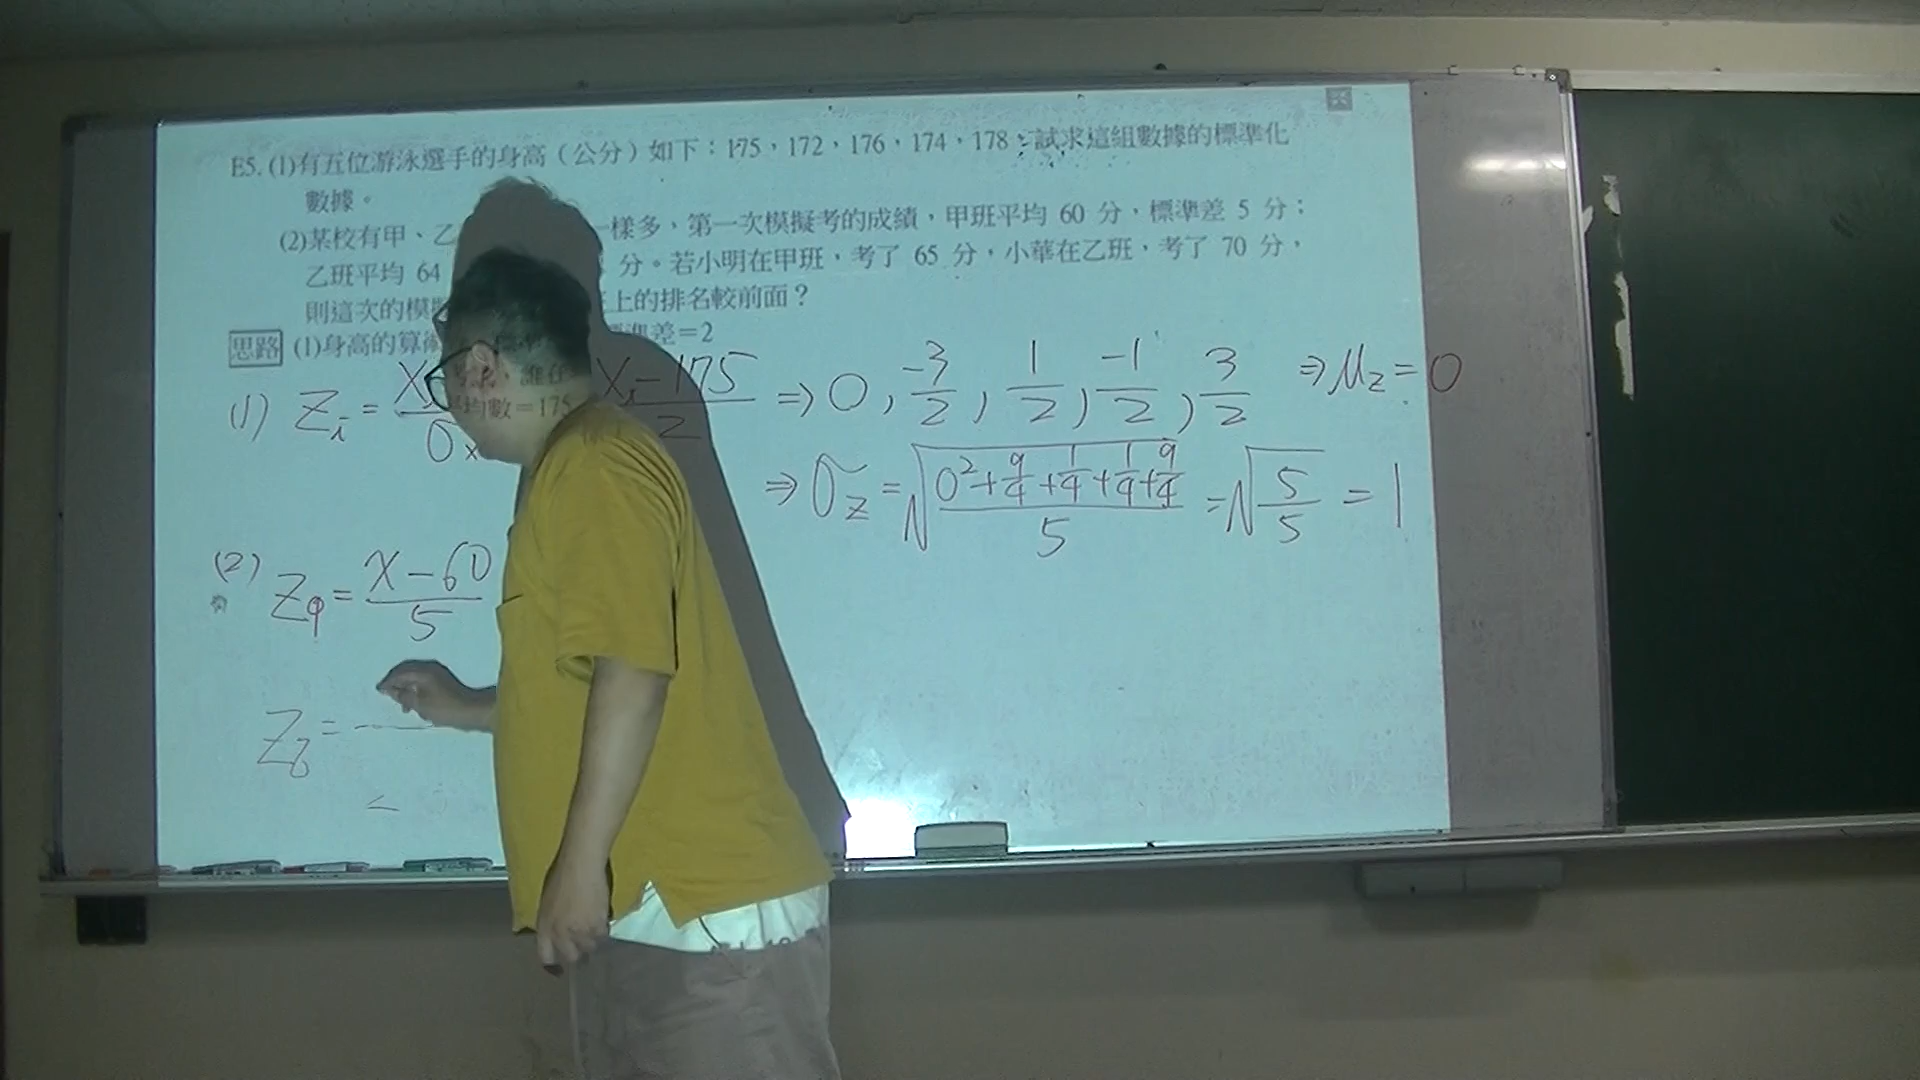 E5. (1)有五位游泳選手的身高（公分）如下：175，172，176，174，178，試求這組數據的標準化
數據。
(2)某校有甲、乙 一樣多，第一次模擬考的成績，甲班平均 60 分，標準差 5 分；
乙班平均 64 分。若小明在甲班，考了 65 分，小華在乙班，考了 70 分，
則這次的模 上的排名較前面？
思路 (1)身高的算 準差=2
(1) Zi = X σx Xi-175/2 ⇒ 0, -3/2, 1/2, -1/2, 3/2 ⇒ μz = 0
平均數=175
⇒ σz = √((0²+9/4+1/4+1/4+9/4)/5) = √(5/5) = 1
(2) Z甲 = (x-60)/5
Z乙 =